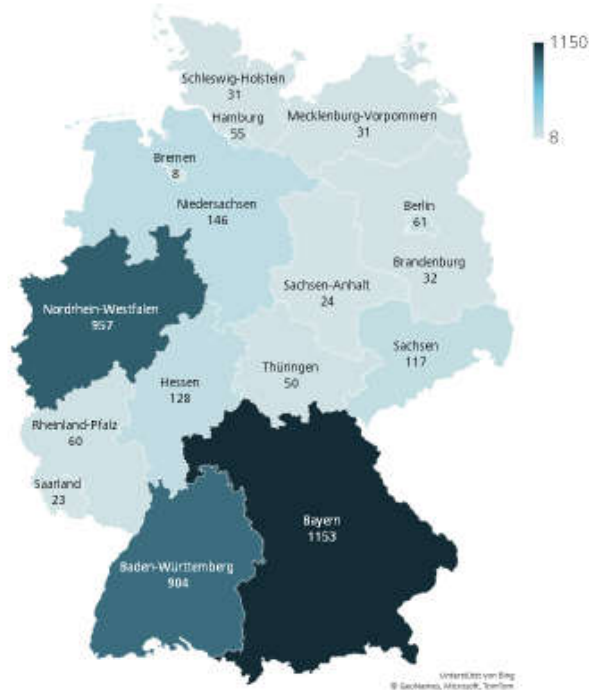 1150
8
Schleswig-Holstein
31
Hamburg
55
Mecklenburg-Vorpommern
31
Bremen
8
Niedersachsen
146
Berlin
61
Brandenburg
32
Sachsen-Anhalt
24
Nordrhein-Westfalen
957
Sachsen
117
Thüringen
50
Hessen
128
Rheinland-Pfalz
60
Saarland
23
Bayern
1153
Baden-Württemberg
904
Unterstützt von Bing
© GeoNames, Microsoft, TomTom